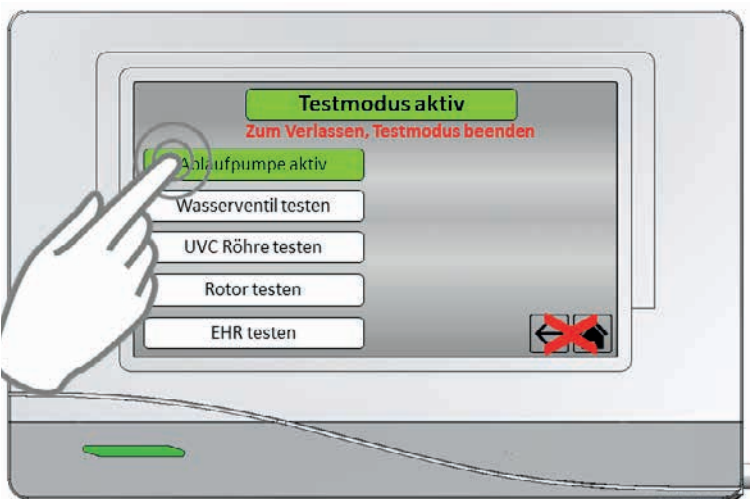 Testmodus aktiv
Zum Verlassen, Testmodus beenden
Ablaufpumpe aktiv
Wasserventil testen
UVC Röhre testen
Rotor testen
EHR testen